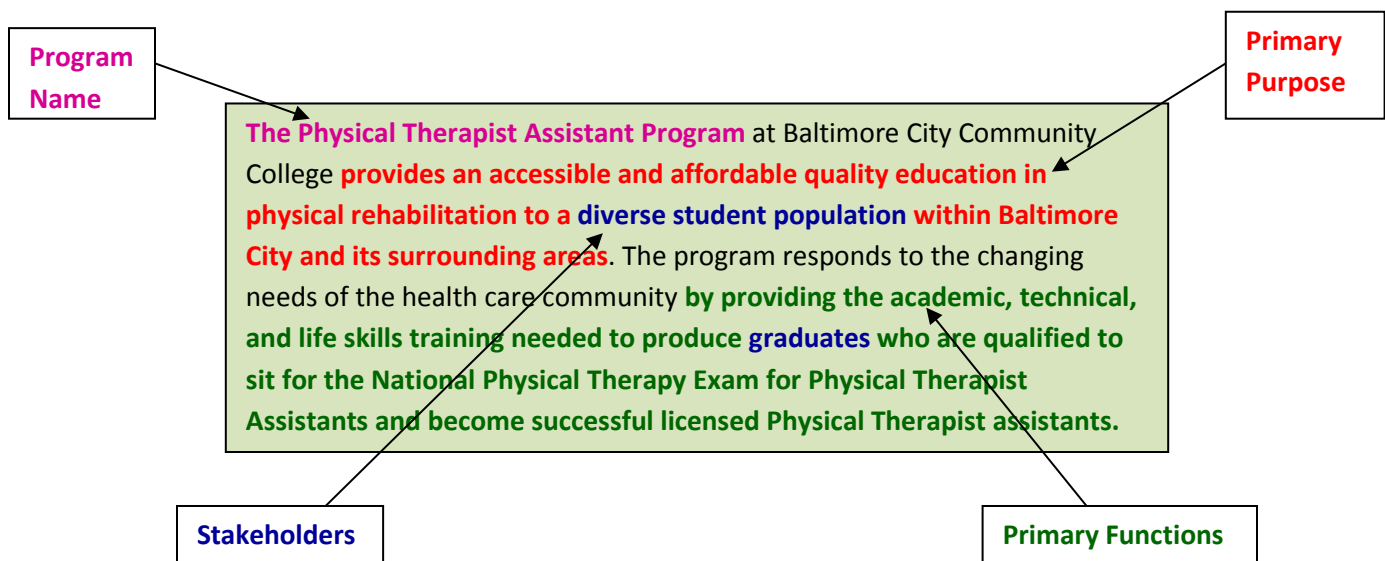 Program
Name
Primary
Purpose
The Physical Therapist Assistant Program at Baltimore City Community
College provides an accessible and affordable quality education in
physical rehabilitation to a diverse student population within Baltimore
City and its surrounding areas. The program responds to the changing
needs of the health care community by providing the academic, technical,
and life skills training needed to produce graduates who are qualified to
sit for the National Physical Therapy Exam for Physical Therapist
Assistants and become successful licensed Physical Therapist assistants.
Stakeholders
Primary Functions